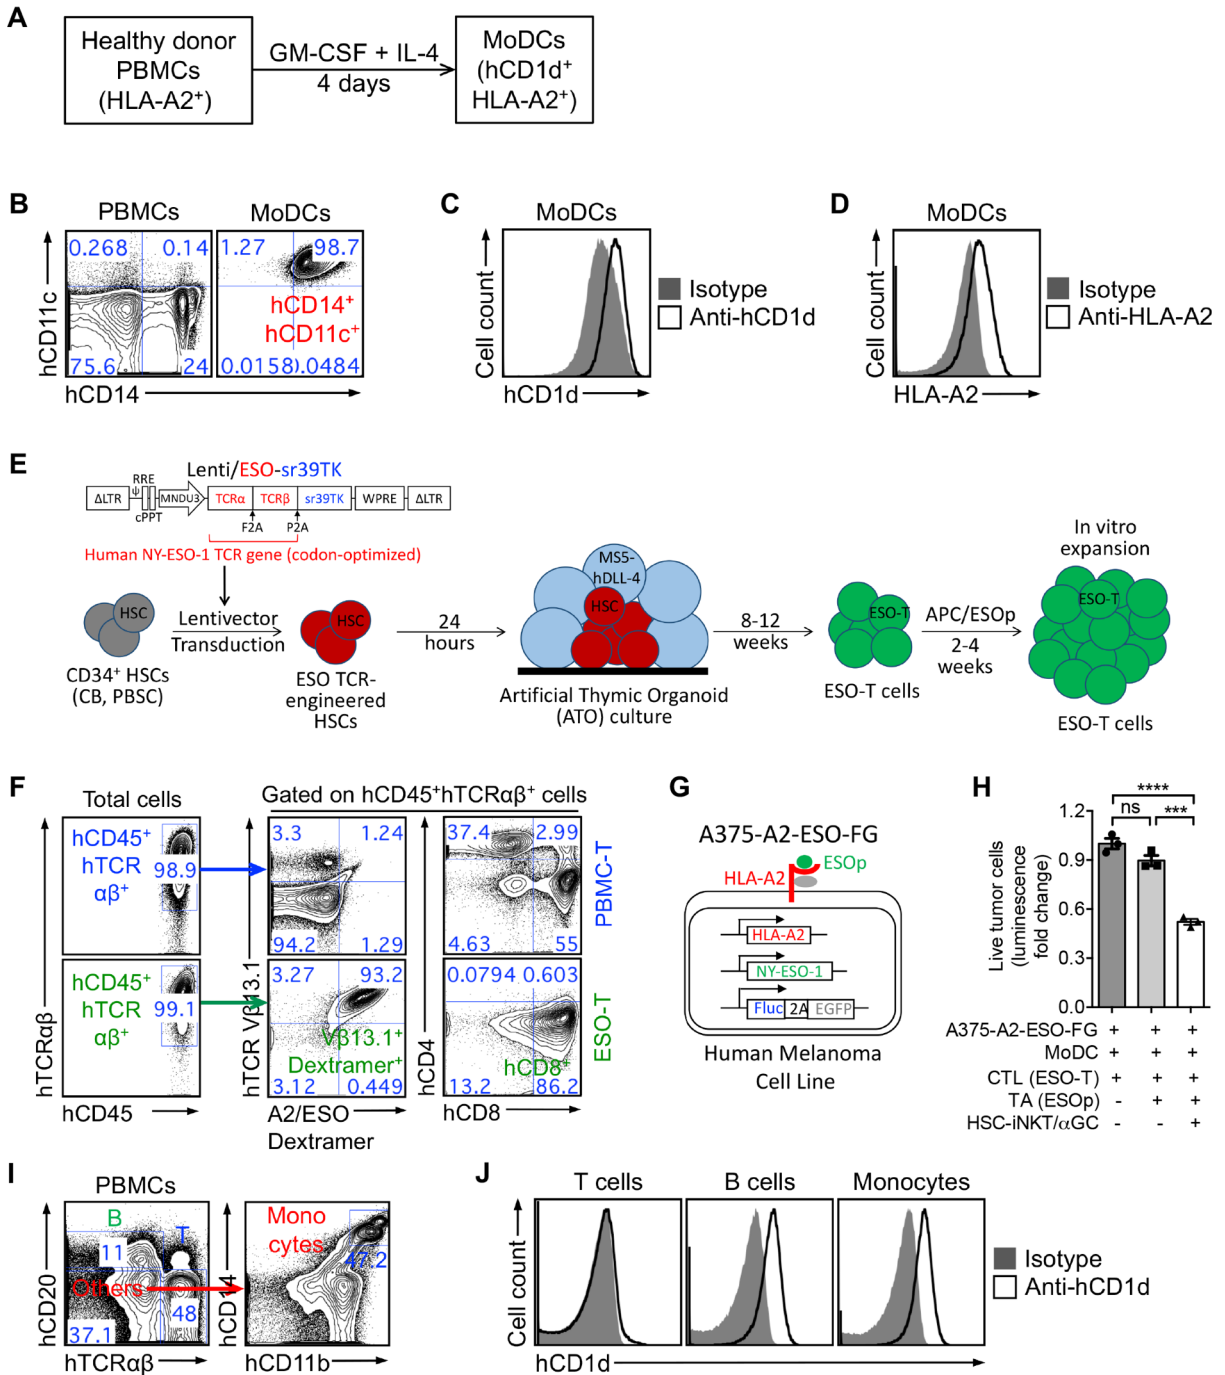 A
Healthy donor
PBMCs
(HLA-A2⁺)
GM-CSF + IL-4
4 days
MoDCs
(hCD1d⁺
HLA-A2⁺)
B
PBMCs
MoDCs
0.268
0.14
75.6
24
1.27
98.7
hCD14⁺
hCD11c⁺
0.0158
0.0484
hCD11c
hCD14
C
MoDCs
Cell count
hCD1d
Isotype
Anti-hCD1d
D
MoDCs
Cell count
HLA-A2
Isotype
Anti-HLA-A2
E
Lenti/ESO-sr39TK
ΔLTR
RRE
ψ
cPPT
MNDU3
TCRα
TCRβ
sr39TK
WPRE
ΔLTR
F2A
P2A
Human NY-ESO-1 TCR gene (codon-optimized)
HSC
CD34⁺ HSCs
(CB, PBSC)
Lentivector
Transduction
HSC
ESO TCR-
engineered
HSCs
24
hours
MS5-
hDLL-4
HSC
Artificial Thymic Organoid
(ATO) culture
8-12
weeks
ESO-T
ESO-T cells
APC/ESOp
2-4
weeks
In vitro
expansion
ESO-T
ESO-T cells
F
Total cells
Gated on hCD45⁺hTCRαβ⁺ cells
hCD45⁺
hTCR
αβ⁺
98.9
3.3
1.24
94.2
1.29
37.4
2.99
4.63
55
PBMC-T
hCD45⁺
hTCR
αβ⁺
99.1
3.27
93.2
Vβ13.1⁺
Dextramer⁺
3.12
0.449
0.0794
0.603
hCD8⁺
13.2
86.2
ESO-T
hTCRαβ
hCD45
hTCR Vβ13.1
A2/ESO
Dextramer
hCD4
hCD8
G
A375-A2-ESO-FG
HLA-A2
ESOp
HLA-A2
NY-ESO-1
Fluc
2A
EGFP
Human Melanoma
Cell Line
H
****
ns
***
1.2
0.9
0.6
0.3
0.0
Live tumor cells
(luminescence
fold change)
A375-A2-ESO-FG + + +
MoDC + + +
CTL (ESO-T) + + +
TA (ESOp) - + +
HSC-iNKT/αGC - - +
I
PBMCs
B
T
11
Others
48
37.1
hCD20
hTCRαβ
Mono
cytes
47.2
hCD14
hCD11b
J
T cells
B cells
Monocytes
Cell count
hCD1d
Isotype
Anti-hCD1d